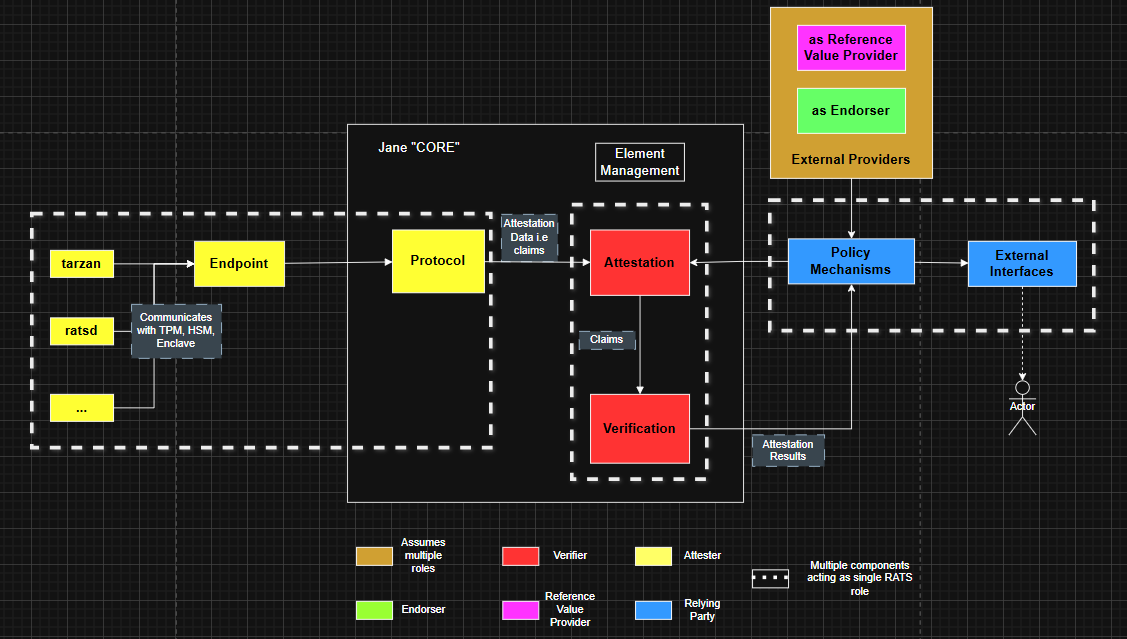 as Reference
Value Provider
as Endorser
External Providers
Jane "CORE"
Element
Management
Attestation
Data i.e
claims
tarzan
Endpoint
Protocol
Attestation
Policy
Mechanisms
External
Interfaces
Communicates
with TPM, HSM,
Enclave
ratsd
Claims
...
Actor
Verification
Attestation
Results
Assumes
multiple
roles
Verifier
Attester
Multiple components
acting as single RATS
role
Endorser
Reference
Value
Provider
Relying
Party